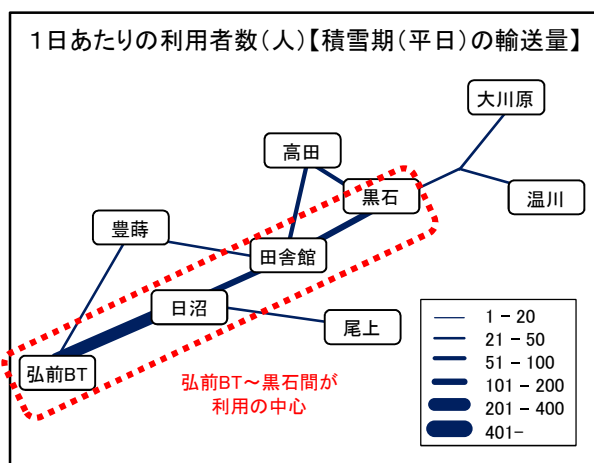 1日あたりの利用者数(人)【積雪期(平日)の輸送量】
大川原
高田
黒石
温川
豊蒔
田舎館
日沼
尾上
弘前BT
弘前BT～黒石間が
利用の中心
1 － 20
21 － 50
51 － 100
101 － 200
201 － 400
401－